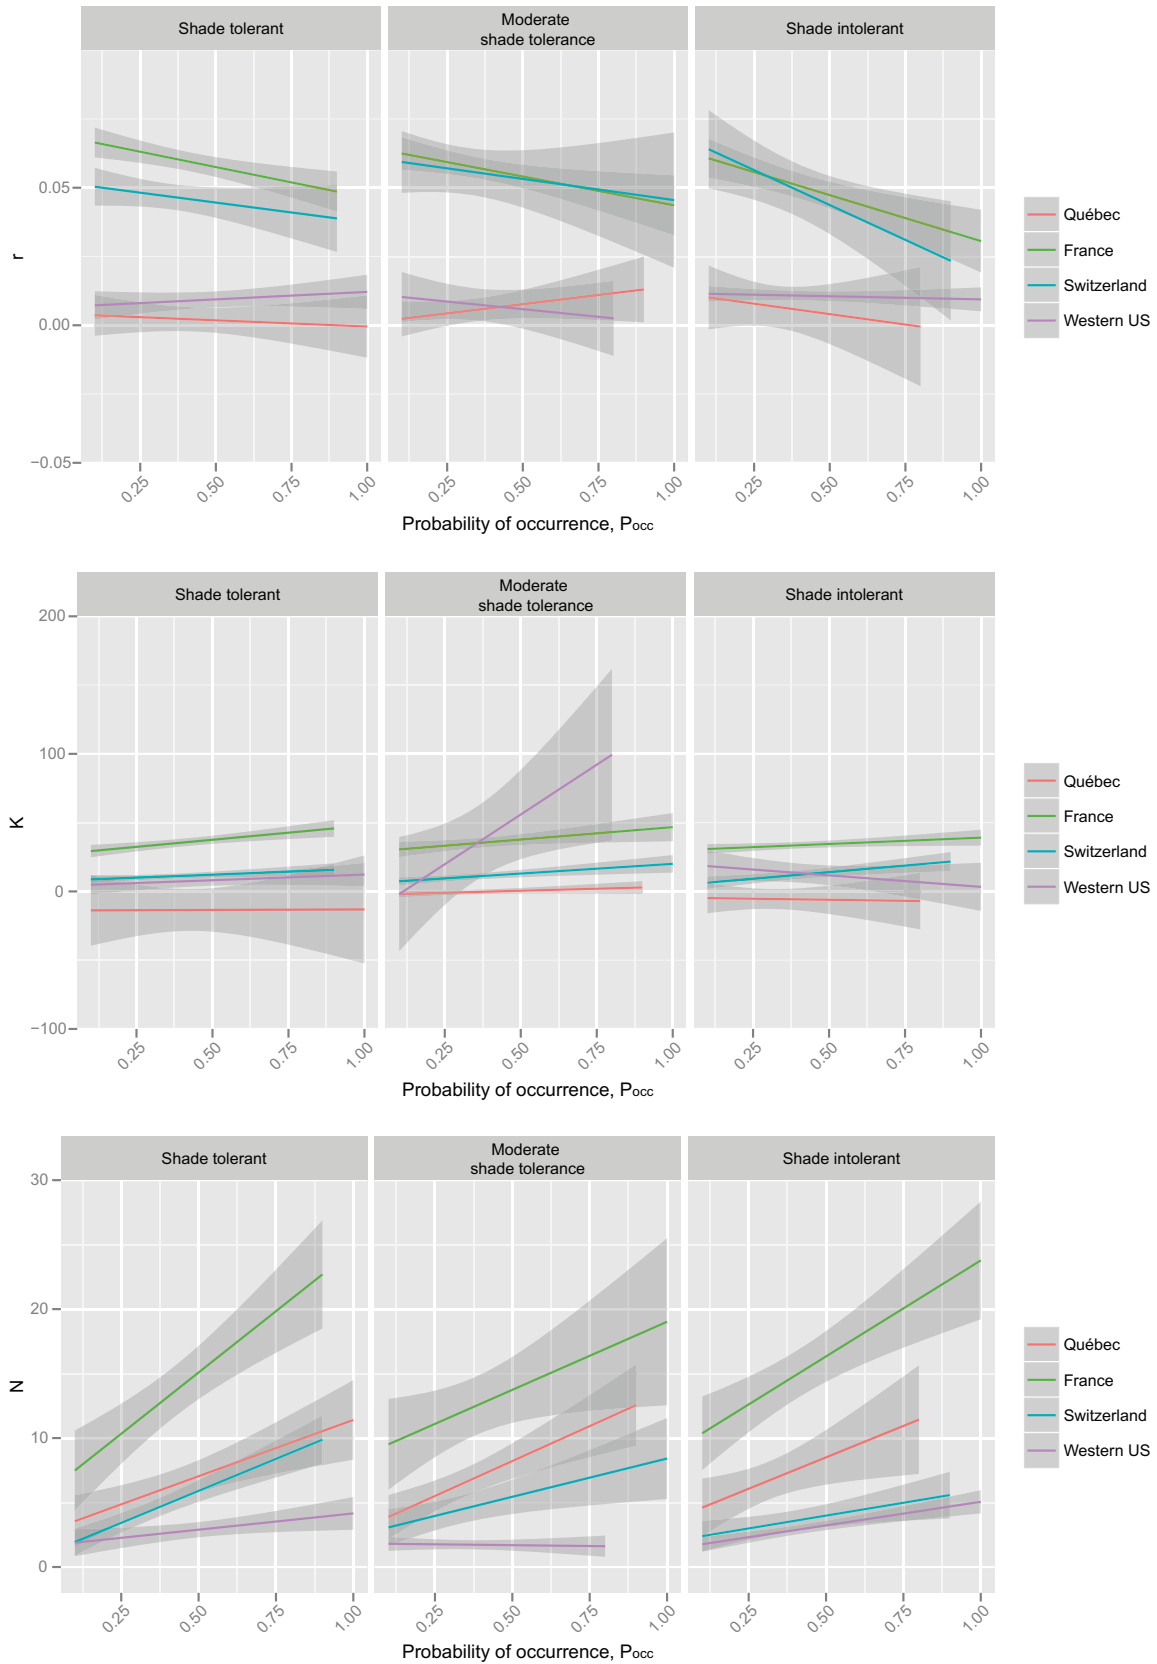 Shade tolerant
Moderate
shade tolerance
Shade intolerant
r
0.05
0.00
−0.05
0.25 0.50 0.75 1.00
0.25 0.50 0.75 1.00
0.25 0.50 0.75 1.00
Probability of occurrence, Pocc
Québec
France
Switzerland
Western US
Shade tolerant
Moderate
shade tolerance
Shade intolerant
K
200
100
0
−100
0.25 0.50 0.75 1.00
0.25 0.50 0.75 1.00
0.25 0.50 0.75 1.00
Probability of occurrence, Pocc
Québec
France
Switzerland
Western US
Shade tolerant
Moderate
shade tolerance
Shade intolerant
N
30
20
10
0
0.25 0.50 0.75 1.00
0.25 0.50 0.75 1.00
0.25 0.50 0.75 1.00
Probability of occurrence, Pocc
Québec
France
Switzerland
Western US